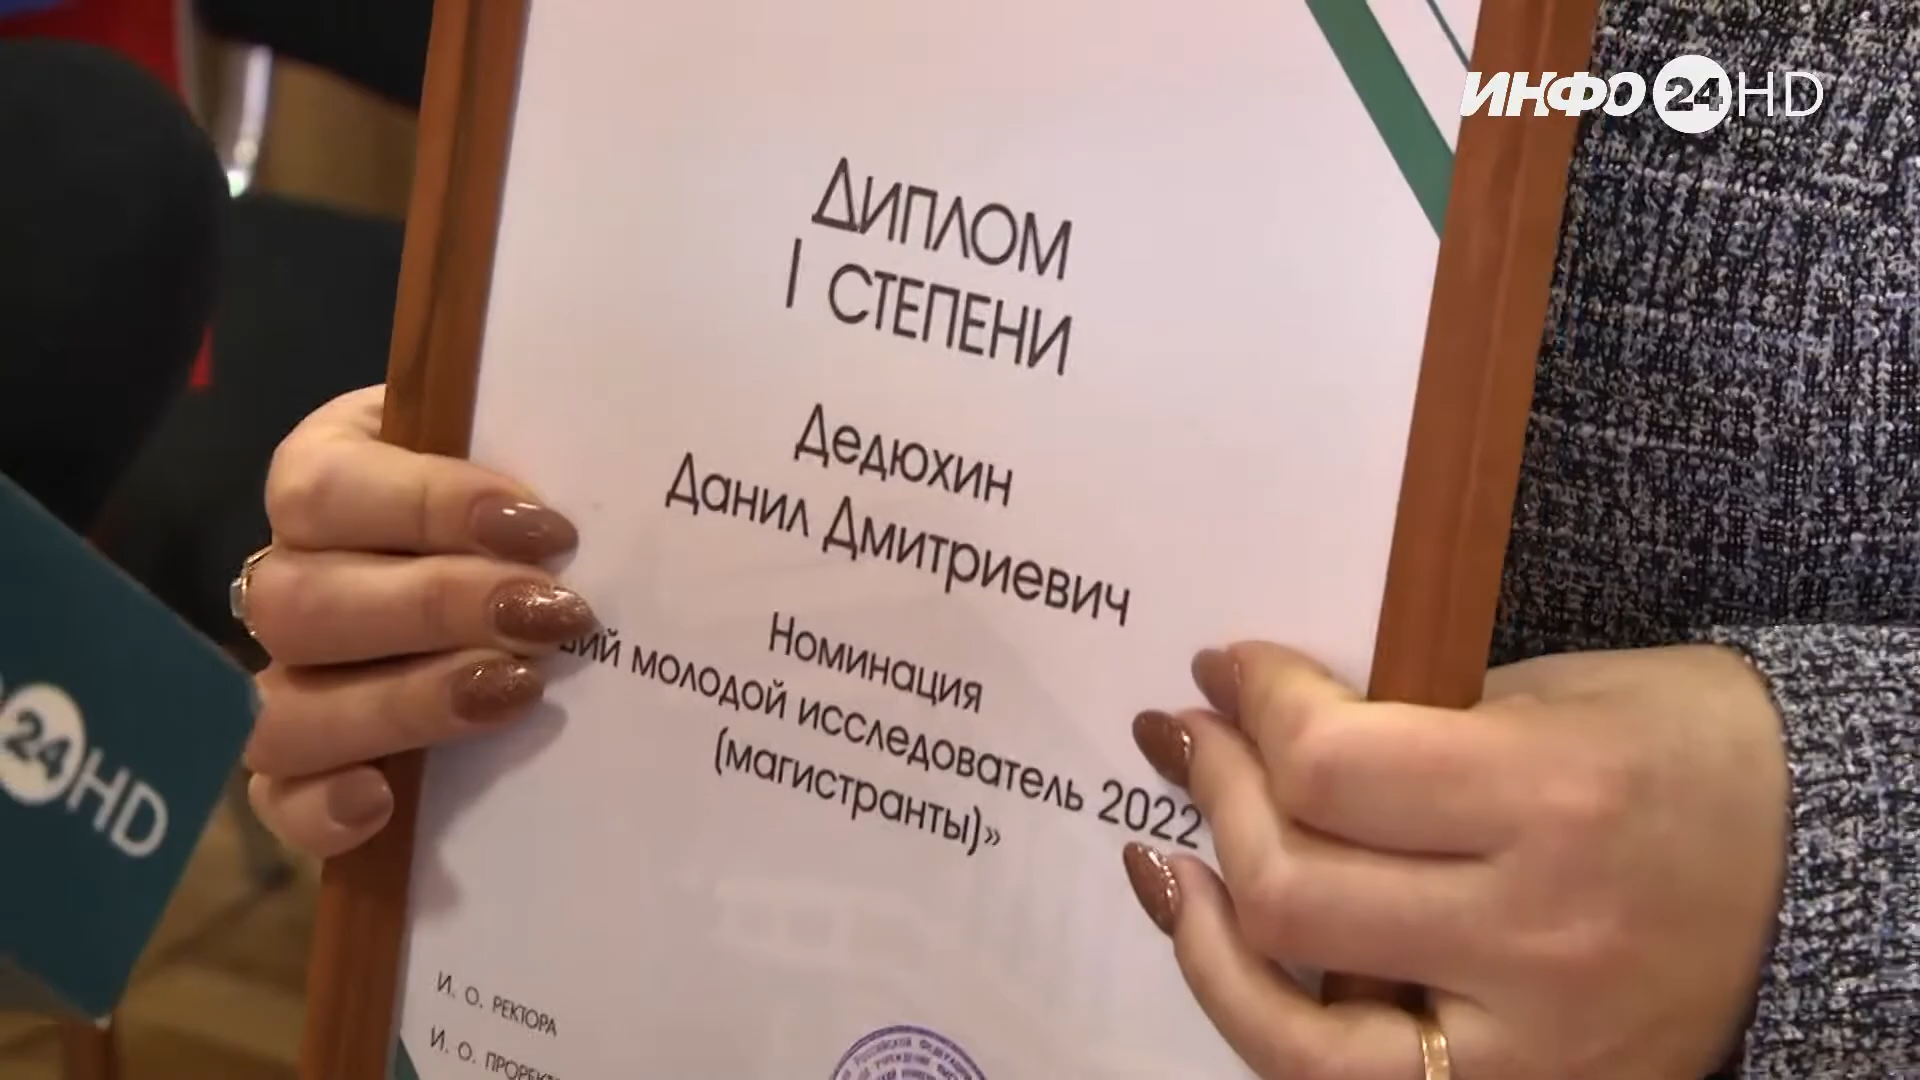 ИНФО 24 HD
ДИПЛОМ
I СТЕПЕНИ
Дедюхин
Данил Дмитриевич
Номинация
молодой исследователь 2022
(магистранты)»
24 HD
И. О. РЕКТОРА
И. О.